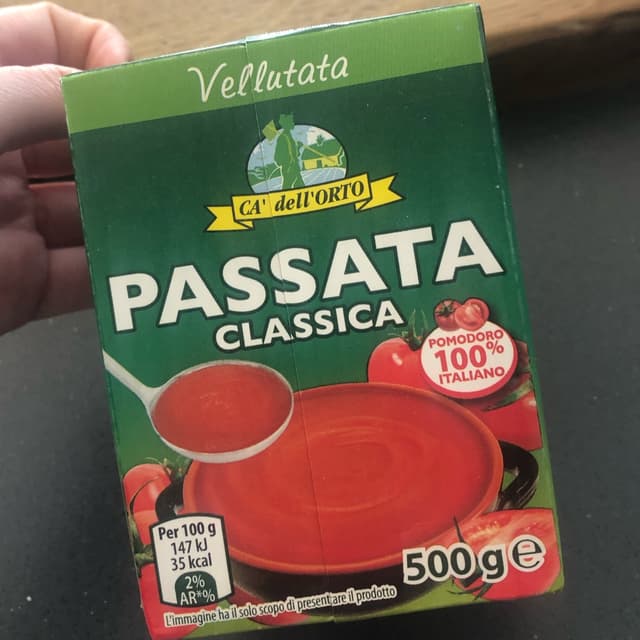 Vellutata
CA' dell'ORTO
PASSATA
CLASSICA
POMODORO
100%
ITALIANO
Per 100 g
147 kJ
35 kcal
2%
AR*%
500 g e
L'immagine ha il solo scopo di presentare il prodotto